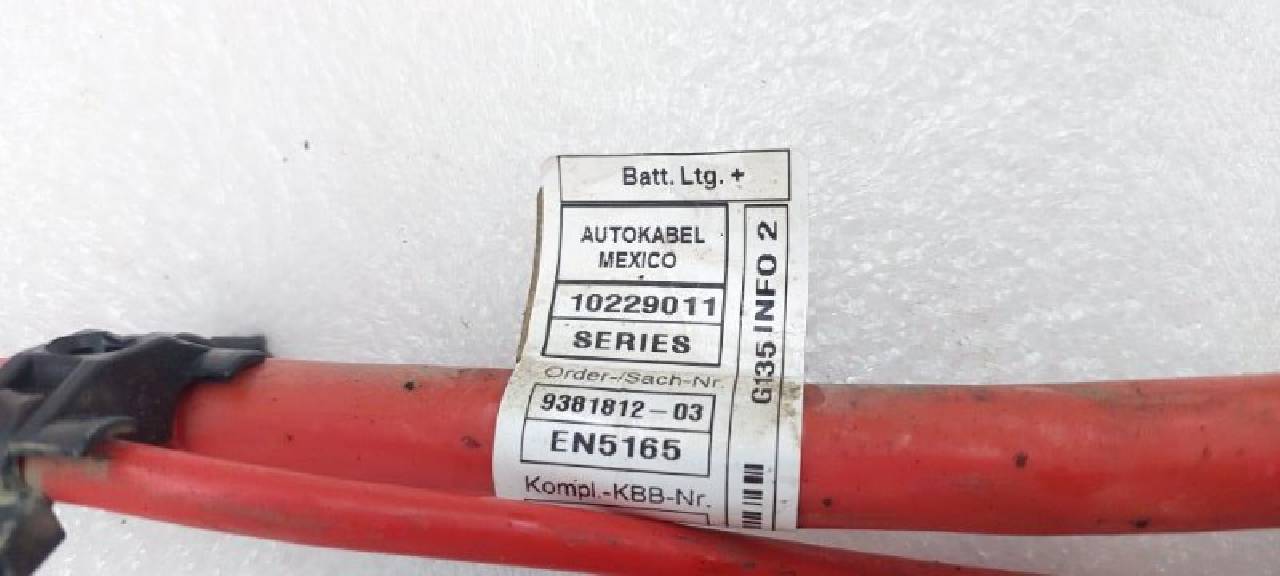 Batt. Ltg. +
AUTOKABEL
MEXICO
10229011
SERIES
Order-/Sach-Nr.
9381812-03
EN5165
Kompl.-KBB-Nr.
G135 INFO 2